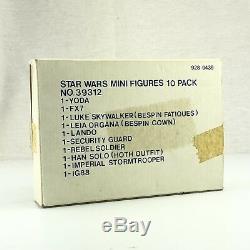 928-0438
STAR WARS MINI FIGURES 10 PACK
NO.39312
1-YODA
1-FX7
1-LUKE SKYWALKER(BESPIN FATIQUES)
1-LEIA ORGANA(BESPIN GOWN)
1-LANDO
1-SECURITY GUARD
1-REBEL SOLDIER
1-HAN SOLO (HOTH OUTFIT)
1-IMPERIAL STORMTROOPER
1-IG88